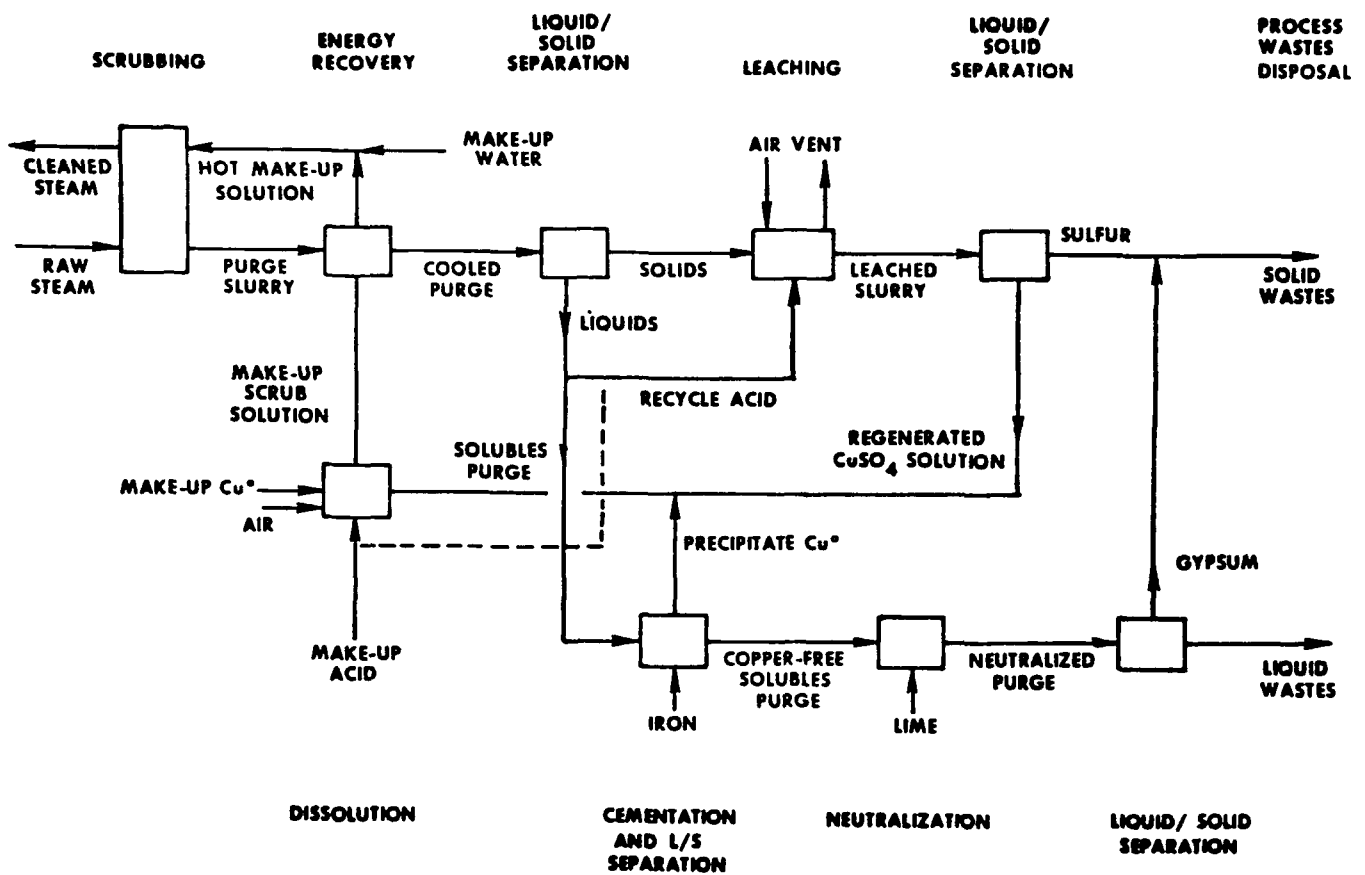 SCRUBBING
ENERGY
RECOVERY
LIQUID/
SOLID
SEPARATION
LEACHING
LIQUID/
SOLID
SEPARATION
PROCESS
WASTES
DISPOSAL
CLEANED
STEAM
HOT MAKE-UP
SOLUTION
MAKE-UP
WATER
AIR VENT
RAW
STEAM
PURGE
SLURRY
COOLED
PURGE
SOLIDS
LEACHED
SLURRY
SULFUR
SOLID
WASTES
LIQUIDS
MAKE-UP
SCRUB
SOLUTION
RECYCLE ACID
SOLUBLES
PURGE
REGENERATED
CuSO4 SOLUTION
MAKE-UP Cu°
AIR
PRECIPITATE Cu°
GYPSUM
MAKE-UP
ACID
COPPER-FREE
SOLUBLES
PURGE
NEUTRALIZED
PURGE
LIQUID
WASTES
IRON
LIME
DISSOLUTION
CEMENTATION
AND L/S
SEPARATION
NEUTRALIZATION
LIQUID/ SOLID
SEPARATION